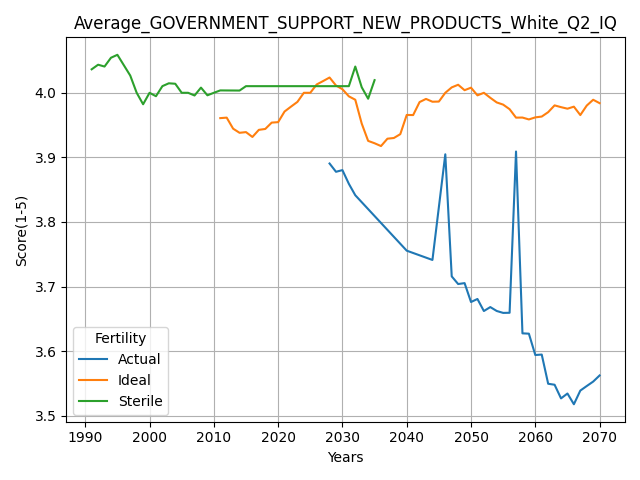 Average_GOVERNMENT_SUPPORT_NEW_PRODUCTS_White_Q2_IQ
Score(1-5)
4.0
3.9
3.8
3.7
3.6
3.5
Fertility
Actual
Ideal
Sterile
1990 2000 2010 2020 2030 2040 2050 2060 2070
Years